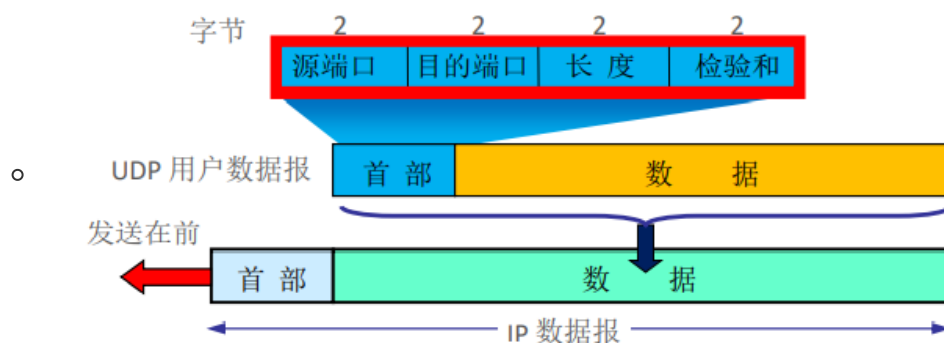 字节 2 2 2 2
源端口 目的端口 长 度 检验和
UDP 用户数据报 首 部 数 据
发送在前
首 部 数 据
IP 数据报